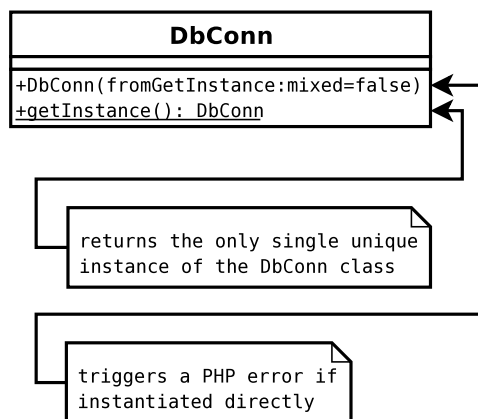 DbConn
+DbConn(fromGetInstance:mixed=false)
+getInstance(): DbConn
returns the only single unique
instance of the DbConn class
triggers a PHP error if
instantiated directly